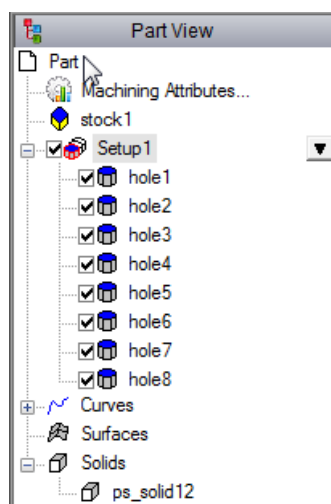 Part View
Part
Machining Attributes...
stock1
Setup1
hole1
hole2
hole3
hole4
hole5
hole6
hole7
hole8
Curves
Surfaces
Solids
ps_solid12